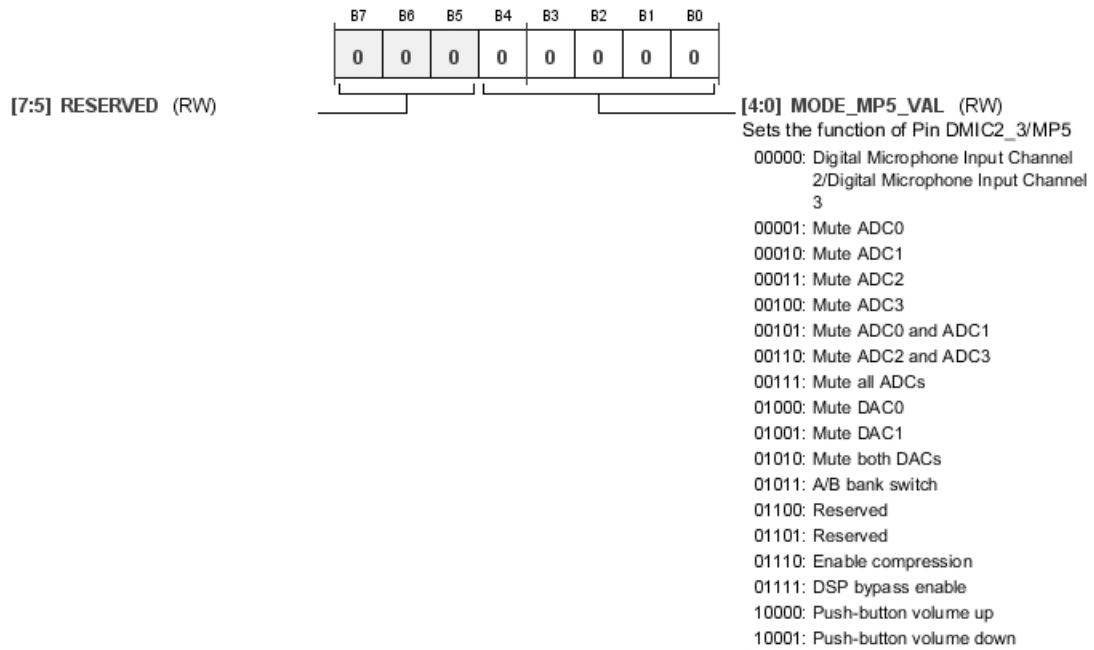 B7 B6 B5 B4 B3 B2 B1 B0
0 0 0 0 0 0 0 0
[7:5] RESERVED (RW)
[4:0] MODE_MP5_VAL (RW)
Sets the function of Pin DMIC2_3/MP5
00000: Digital Microphone Input Channel
2/Digital Microphone Input Channel
3
00001: Mute ADC0
00010: Mute ADC1
00011: Mute ADC2
00100: Mute ADC3
00101: Mute ADC0 and ADC1
00110: Mute ADC2 and ADC3
00111: Mute all ADCs
01000: Mute DAC0
01001: Mute DAC1
01010: Mute both DACs
01011: A/B bank switch
01100: Reserved
01101: Reserved
01110: Enable compression
01111: DSP bypass enable
10000: Push-button volume up
10001: Push-button volume down